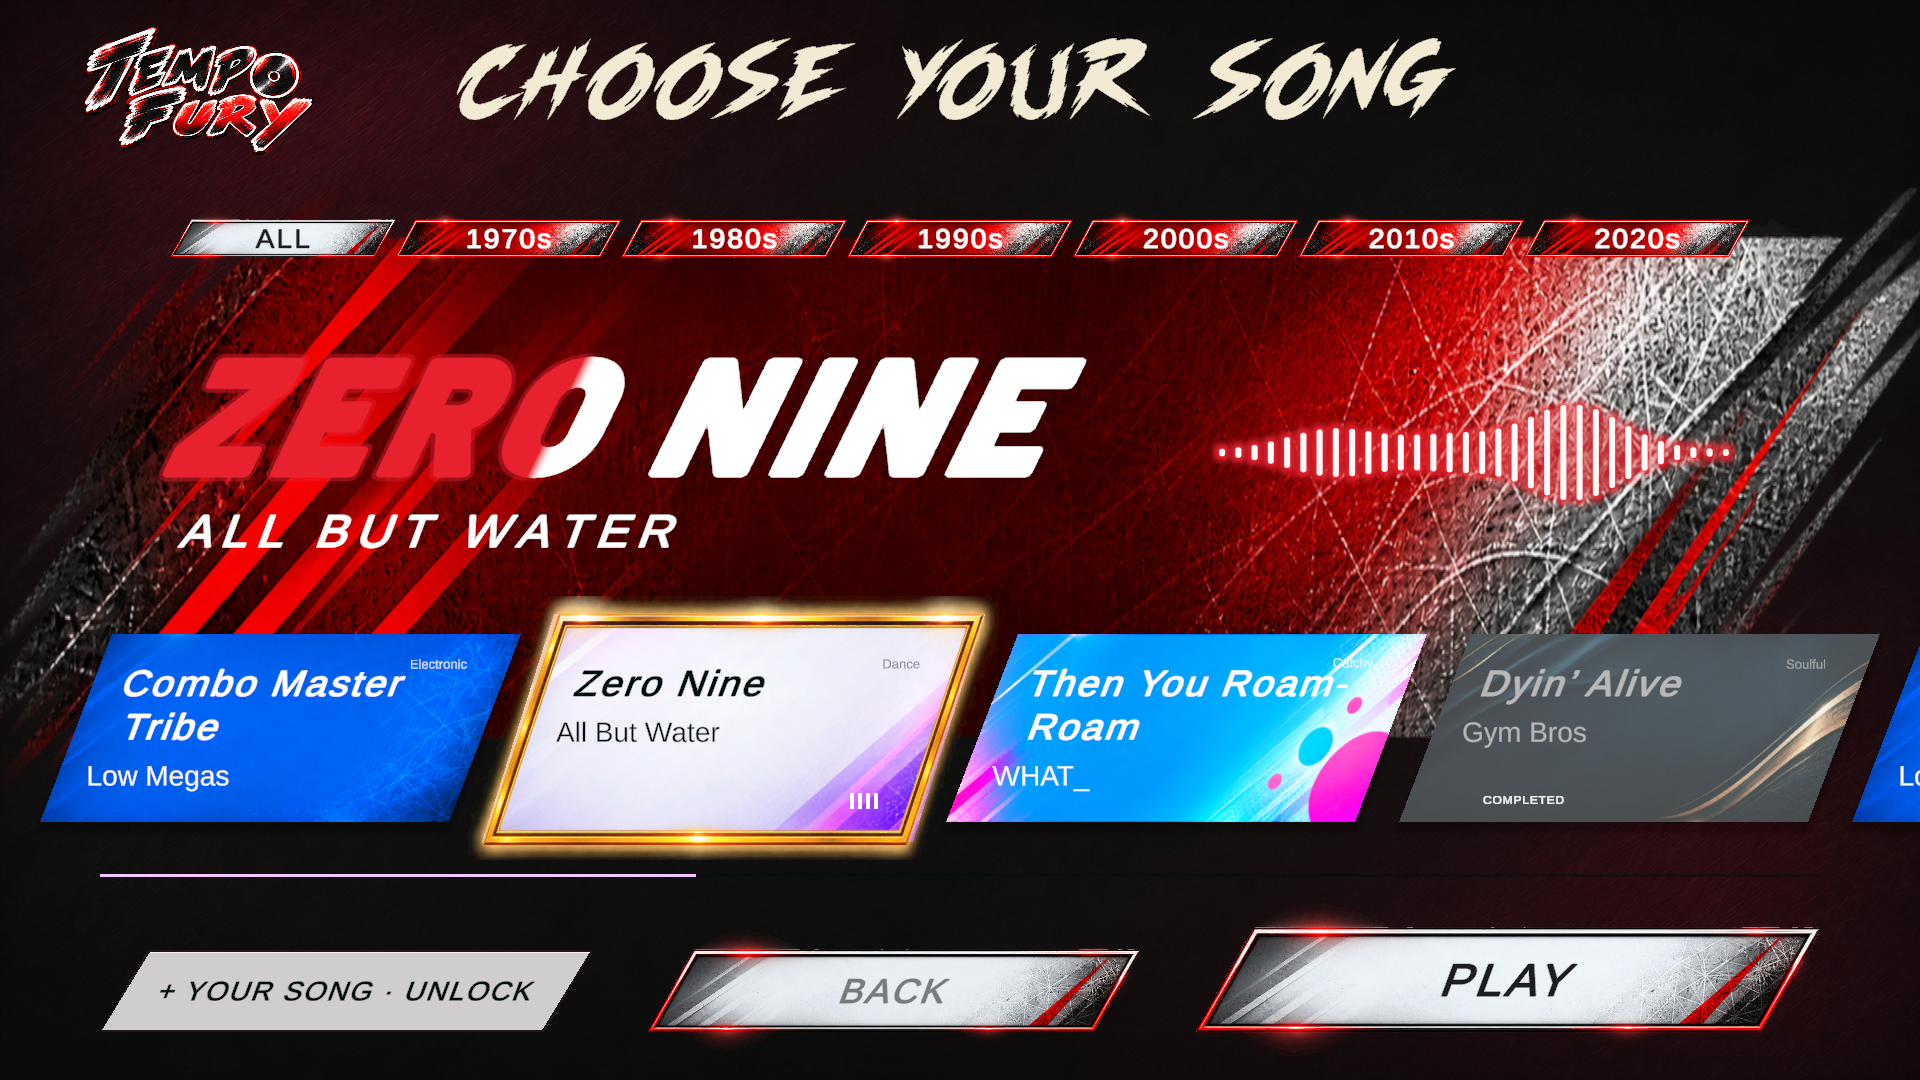 TEMPO
FURY
CHOOSE YOUR SONG
ALL
1970s
1980s
1990s
2000s
2010s
2020s
ZERO NINE
ALL BUT WATER
Electronic
Combo Master
Tribe
Low Megas
Dance
Zero Nine
All But Water
Catchy
Then You Roam-
Roam
WHAT_
Soulful
Dyin’ Alive
Gym Bros
COMPLETED
+ YOUR SONG · UNLOCK
BACK
PLAY